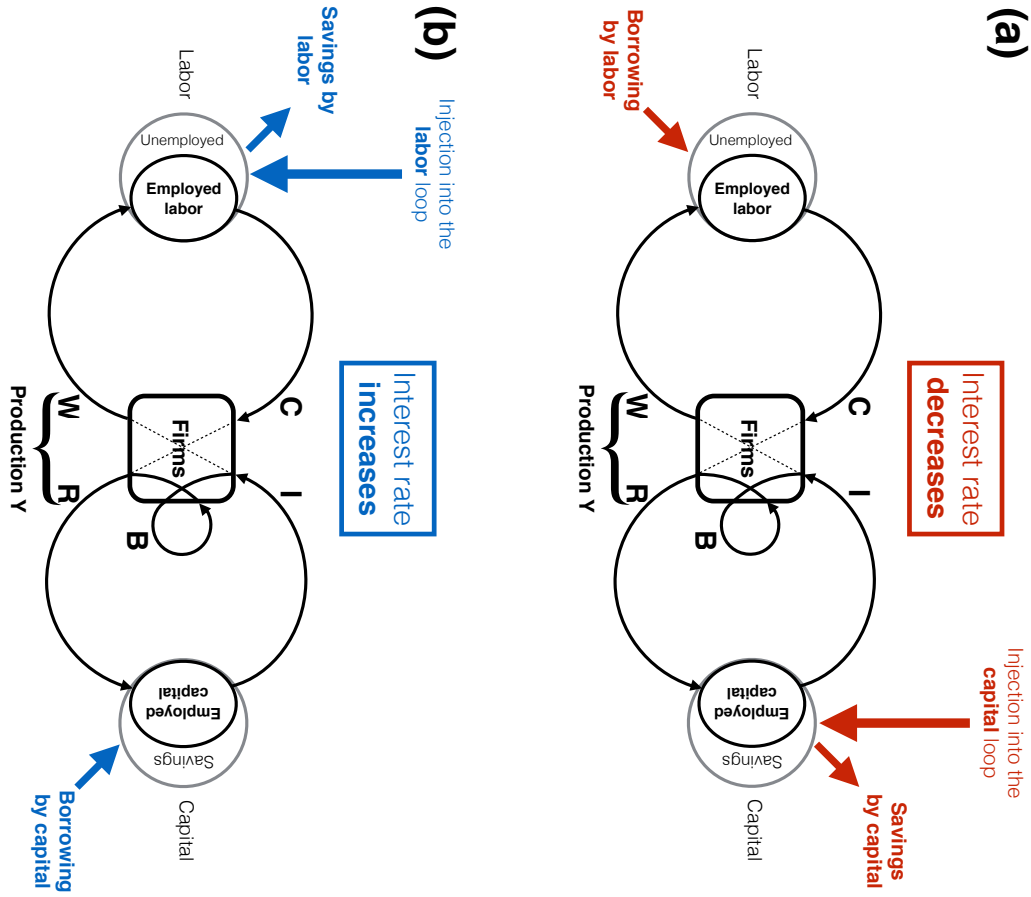 (a)
Injection into the
capital loop
Interest rate
decreases
Borrowing
by labor
Savings
by capital
C
I
Labor
Unemployed
Employed
labor
Firms
B
Employed
capital
Savings
Capital
W
R
Production Y
(b)
Injection into the
labor loop
Interest rate
increases
Savings by
labor
C
I
Labor
Unemployed
Employed
labor
Firms
B
Employed
capital
Savings
Capital
W
R
Production Y
Borrowing
by capital